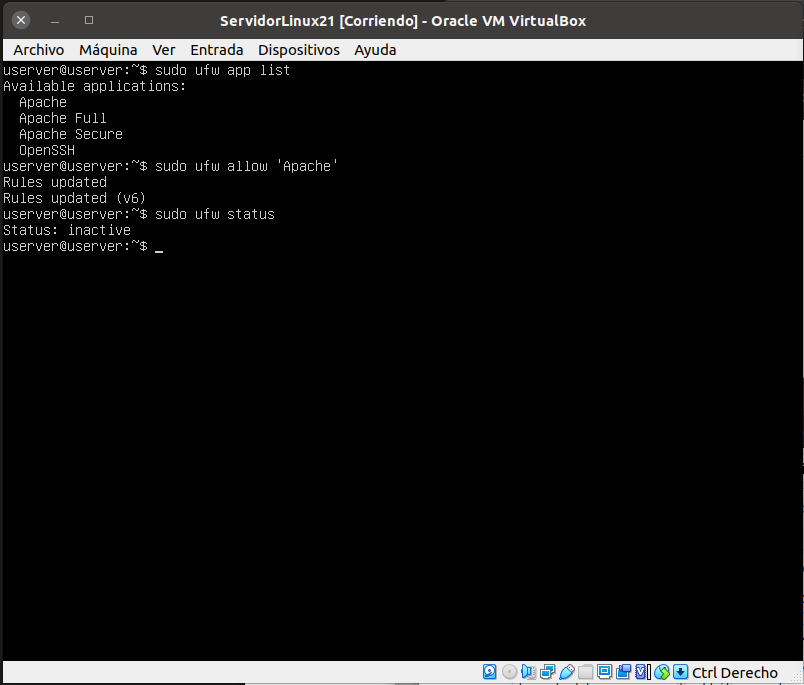 ServidorLinux21 [Corriendo] - Oracle VM VirtualBox
Archivo Máquina Ver Entrada Dispositivos Ayuda
userver@userver:~$ sudo ufw app list
Available applications:
  Apache
  Apache Full
  Apache Secure
  OpenSSH
userver@userver:~$ sudo ufw allow 'Apache'
Rules updated
Rules updated (v6)
userver@userver:~$ sudo ufw status
Status: inactive
userver@userver:~$ _
Ctrl Derecho